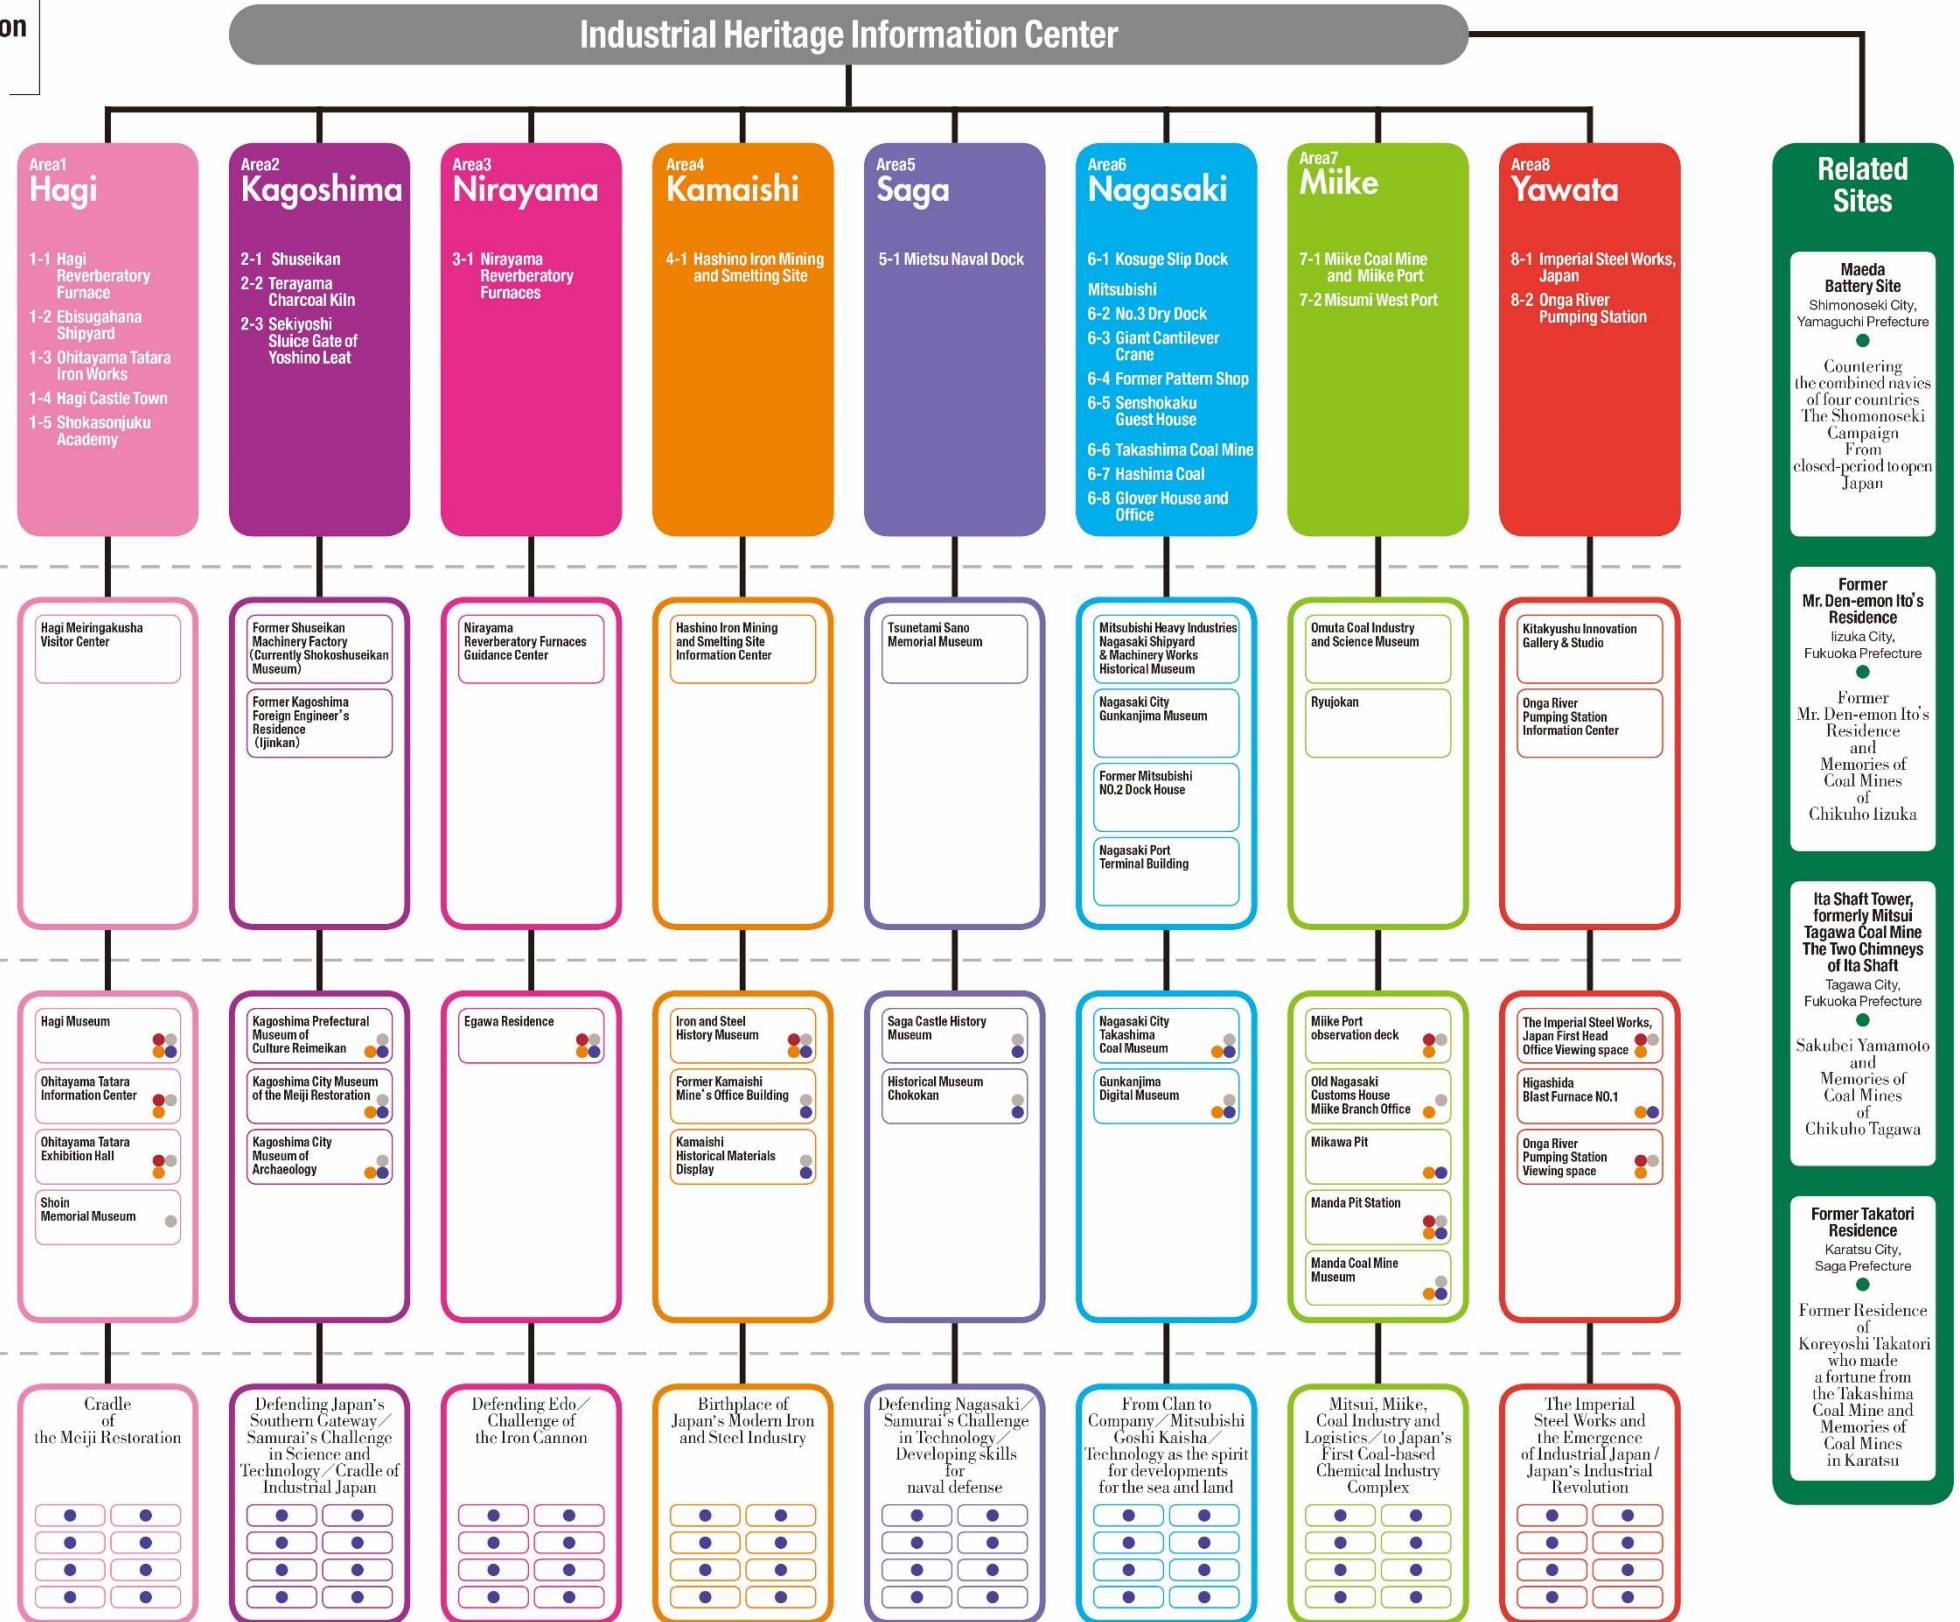 on
Industrial Heritage Information Center
Area1
Hagi
1-1 Hagi
Reverberatory
Furnace
1-2 Ebisugahana
Shipyard
1-3 Ohitayama Tatara
Iron Works
1-4 Hagi Castle Town
1-5 Shokasonjuku
Academy
Area2
Kagoshima
2-1 Shuseikan
2-2 Terayama
Charcoal Kiln
2-3 Sekiyoshi
Sluice Gate of
Yoshino Leat
Area3
Nirayama
3-1 Nirayama
Reverberatory
Furnaces
Area4
Kamaishi
4-1 Hashino Iron Mining
and Smelting Site
Area5
Saga
5-1 Mietsu Naval Dock
Area6
Nagasaki
6-1 Kosuge Slip Dock
Mitsubishi
6-2 No.3 Dry Dock
6-3 Giant Cantilever
Crane
6-4 Former Pattern Shop
6-5 Senshokaku
Guest House
6-6 Takashima Coal Mine
6-7 Hashima Coal
6-8 Glover House and
Office
Area7
Miike
7-1 Miike Coal Mine
and Miike Port
7-2 Misumi West Port
Area8
Yawata
8-1 Imperial Steel Works,
Japan
8-2 Onga River
Pumping Station
Related
Sites
Maeda
Battery Site
Shimonoseki City,
Yamaguchi Prefecture
Countering
the combined navies
of four countries
The Shomonoseki
Campaign
From
closed-period to open
Japan
Former
Mr. Den-emon Ito's
Residence
Iizuka City,
Fukuoka Prefecture
Former
Mr. Den-emon Ito's
Residence
and
Memories of
Coal Mines
of
Chikuho Iizuka
Ita Shaft Tower,
formerly Mitsui
Tagawa Coal Mine
The Two Chimneys
of Ita Shaft
Tagawa City,
Fukuoka Prefecture
Sakubei Yamamoto
and
Memories of
Coal Mines
of
Chikuho Tagawa
Former Takatori
Residence
Karatsu City,
Saga Prefecture
Former Residence
of
Koreyoshi Takatori
who made
a fortune from
the Takashima
Coal Mine and
Memories of
Coal Mines
in Karatsu
Hagi Meiringakusha
Visitor Center
Former Shuseikan
Machinery Factory
(Currently Shokoshuseikan
Museum)
Former Kagoshima
Foreign Engineer's
Residence
(Ijinkan)
Nirayama
Reverberatory Furnaces
Guidance Center
Hashino Iron Mining
and Smelting Site
Information Center
Tsunetami Sano
Memorial Museum
Mitsubishi Heavy Industries
Nagasaki Shipyard
& Machinery Works
Historical Museum
Nagasaki City
Gunkanjima Museum
Former Mitsubishi
NO.2 Dock House
Nagasaki Port
Terminal Building
Omuta Coal Industry
and Science Museum
Ryujokan
Kitakyushu Innovation
Gallery & Studio
Onga River
Pumping Station
Information Center
Hagi Museum
Ohitayama Tatara
Information Center
Ohitayama Tatara
Exhibition Hall
Shoin
Memorial Museum
Kagoshima Prefectural
Museum of
Culture Reimeikan
Kagoshima City Museum
of the Meiji Restoration
Kagoshima City
Museum of
Archaeology
Egawa Residence
Iron and Steel
History Museum
Former Kamaishi
Mine's Office Building
Kamaishi
Historical Materials
Display
Saga Castle History
Museum
Historical Museum
Chokokan
Nagasaki City
Takashima
Coal Museum
Gunkanjima
Digital Museum
Miike Port
observation deck
Old Nagasaki
Customs House
Miike Branch Office
Mikawa Pit
Manda Pit Station
Manda Coal Mine
Museum
The Imperial Steel Works,
Japan First Head
Office Viewing space
Higashida
Blast Furnace NO.1
Onga River
Pumping Station
Viewing space
Cradle
of
the Meiji Restoration
Defending Japan's
Southern Gateway/
Samurai's Challenge
in Science and
Technology/Cradle of
Industrial Japan
Defending Edo/
Challenge of
the Iron Cannon
Birthplace of
Japan's Modern Iron
and Steel Industry
Defending Nagasaki/
Samurai's Challenge
in Technology/
Developing skills
for
naval defense
From Clan to
Company/Mitsubishi
Goshi Kaisha/
Technology as the spirit
for developments
for the sea and land
Mitsui, Miike,
Coal Industry and
Logistics/to Japan's
First Coal-based
Chemical Industry
Complex
The Imperial
Steel Works and
the Emergence
of Industrial Japan /
Japan's Industrial
Revolution